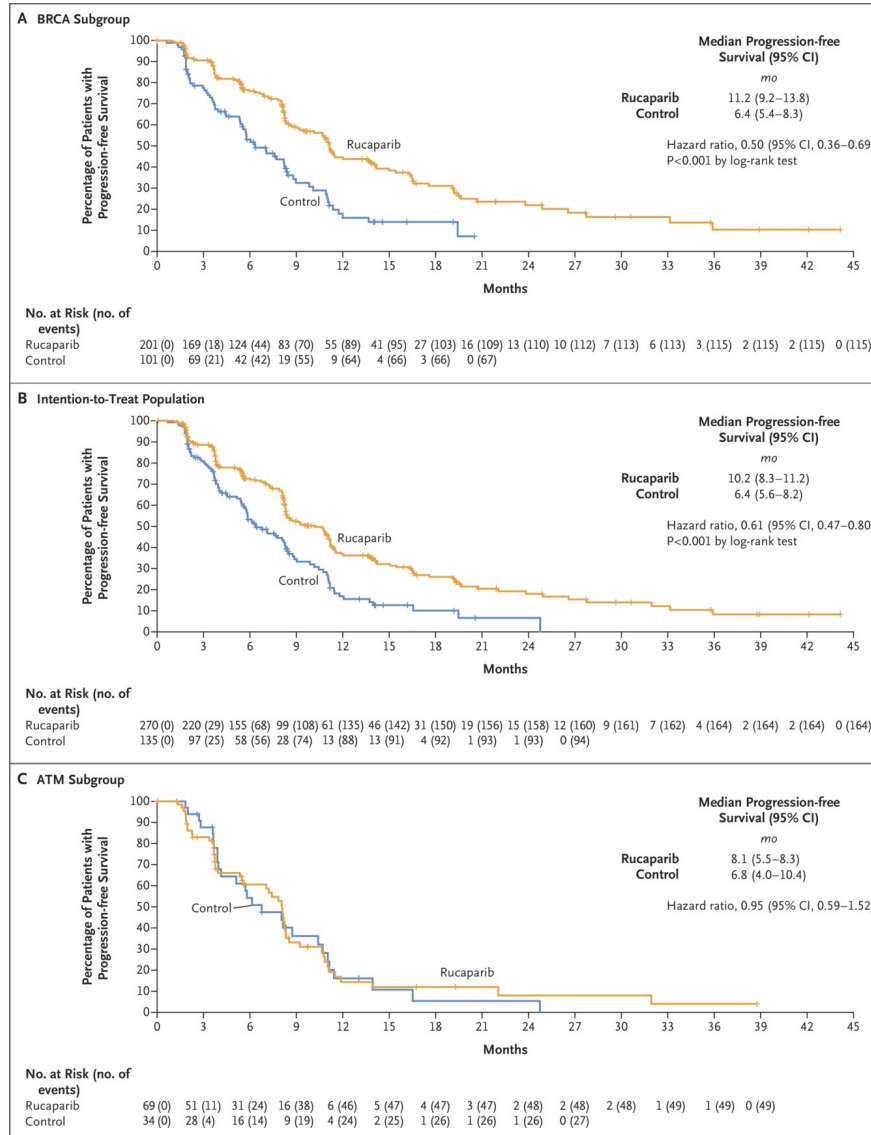 A BRCA Subgroup
Percentage of Patients with
Progression-free Survival
100
90
80
70
60
50
40
30
20
10
0
0 3 6 9 12 15 18 21 24 27 30 33 36 39 42 45
Months
Rucaparib
Control
Median Progression-free
Survival (95% CI)
mo
Rucaparib 11.2 (9.2–13.8)
Control 6.4 (5.4–8.3)
Hazard ratio, 0.50 (95% CI, 0.36–0.69
P<0.001 by log-rank test
No. at Risk (no. of
events)
Rucaparib 201 (0) 169 (18) 124 (44) 83 (70) 55 (89) 41 (95) 27 (103) 16 (109) 13 (110) 10 (112) 7 (113) 6 (113) 3 (115) 2 (115) 2 (115) 0 (115)
Control 101 (0) 69 (21) 42 (42) 19 (55) 9 (64) 4 (66) 3 (66) 0 (67)
B Intention-to-Treat Population
Percentage of Patients with
Progression-free Survival
100
90
80
70
60
50
40
30
20
10
0
0 3 6 9 12 15 18 21 24 27 30 33 36 39 42 45
Months
Rucaparib
Control
Median Progression-free
Survival (95% CI)
mo
Rucaparib 10.2 (8.3–11.2)
Control 6.4 (5.6–8.2)
Hazard ratio, 0.61 (95% CI, 0.47–0.80
P<0.001 by log-rank test
No. at Risk (no. of
events)
Rucaparib 270 (0) 220 (29) 155 (68) 99 (108) 61 (135) 46 (142) 31 (150) 19 (156) 15 (158) 12 (160) 9 (161) 7 (162) 4 (164) 2 (164) 2 (164) 0 (164)
Control 135 (0) 97 (25) 58 (56) 28 (74) 13 (88) 13 (91) 4 (92) 1 (93) 1 (93) 0 (94)
C ATM Subgroup
Percentage of Patients with
Progression-free Survival
100
90
80
70
60
50
40
30
20
10
0
0 3 6 9 12 15 18 21 24 27 30 33 36 39 42 45
Months
Control
Rucaparib
Median Progression-free
Survival (95% CI)
mo
Rucaparib 8.1 (5.5–8.3)
Control 6.8 (4.0–10.4)
Hazard ratio, 0.95 (95% CI, 0.59–1.52
No. at Risk (no. of
events)
Rucaparib 69 (0) 51 (11) 31 (24) 16 (38) 6 (46) 5 (47) 4 (47) 3 (47) 2 (48) 2 (48) 2 (48) 1 (49) 1 (49) 0 (49)
Control 34 (0) 28 (4) 16 (14) 9 (19) 4 (24) 2 (25) 1 (26) 1 (26) 1 (26) 0 (27)